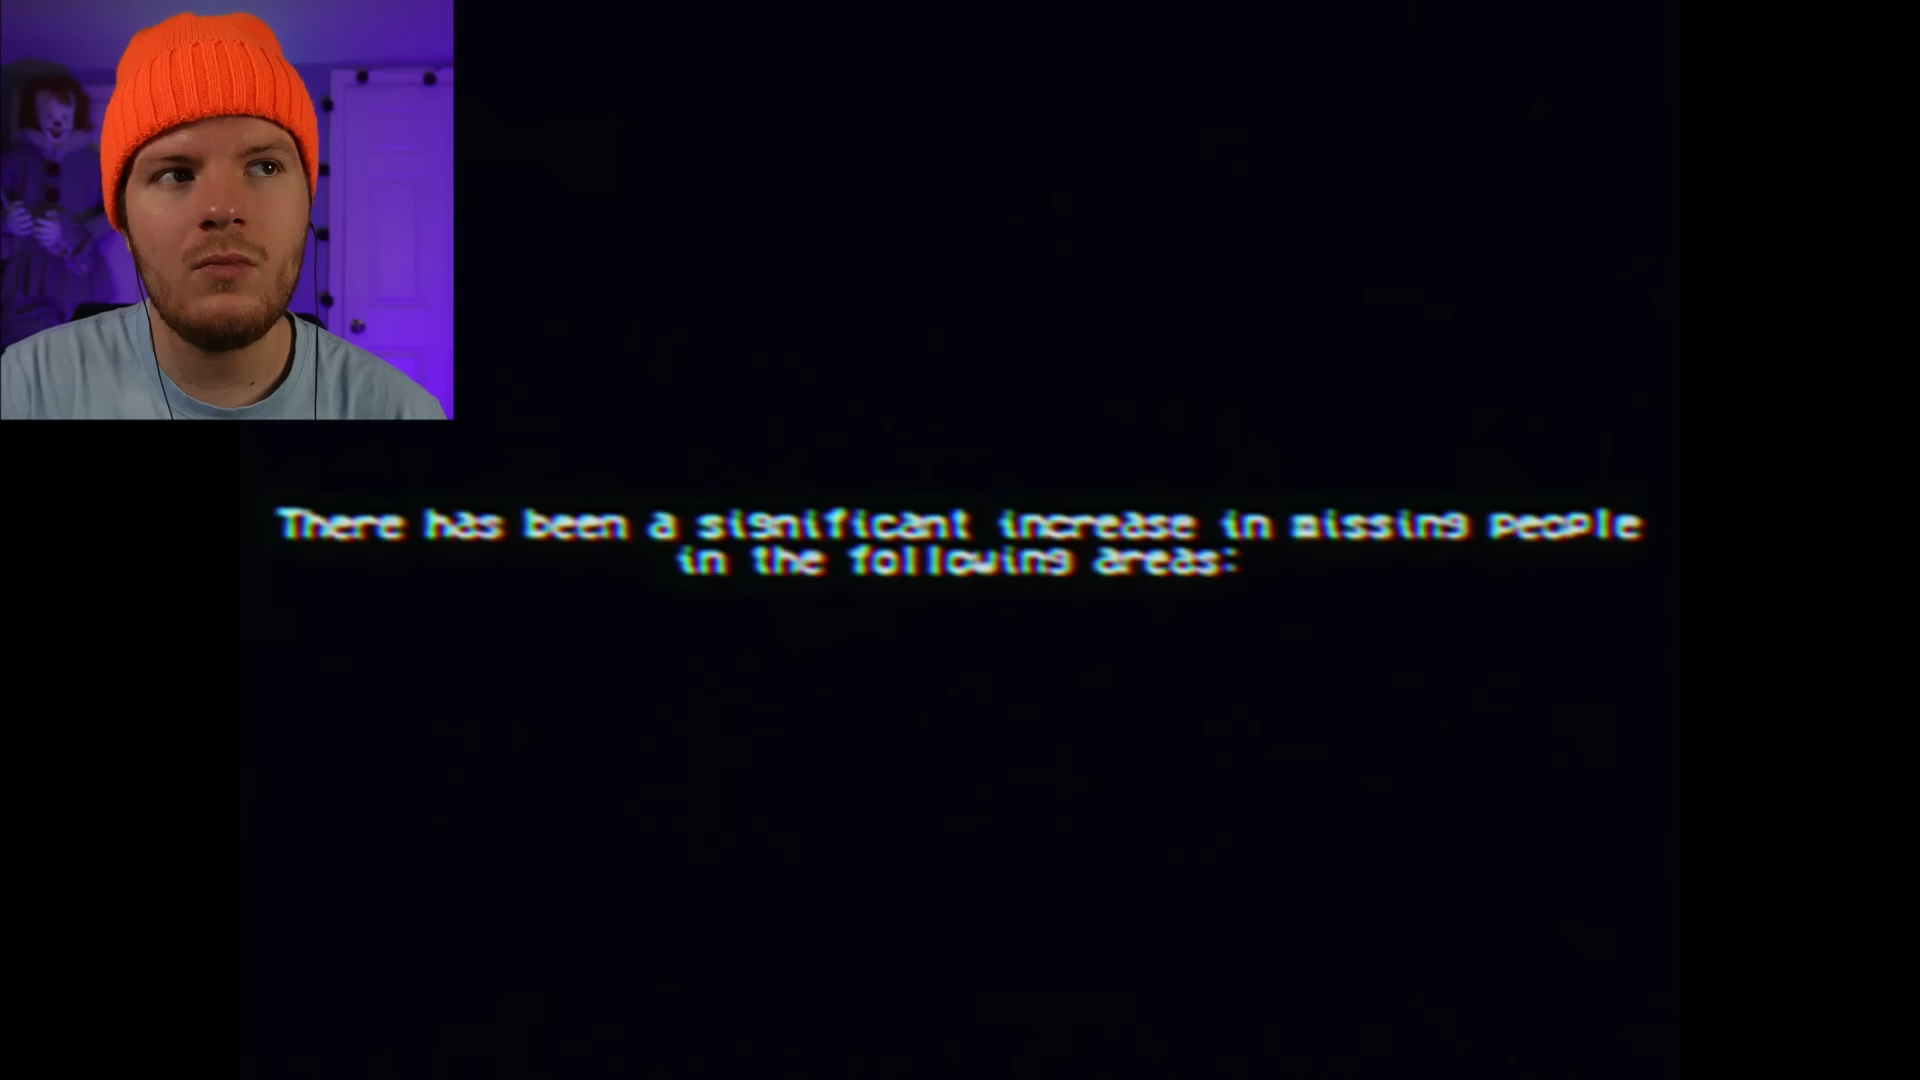 There has been a significant increase in missing people
in the following areas: